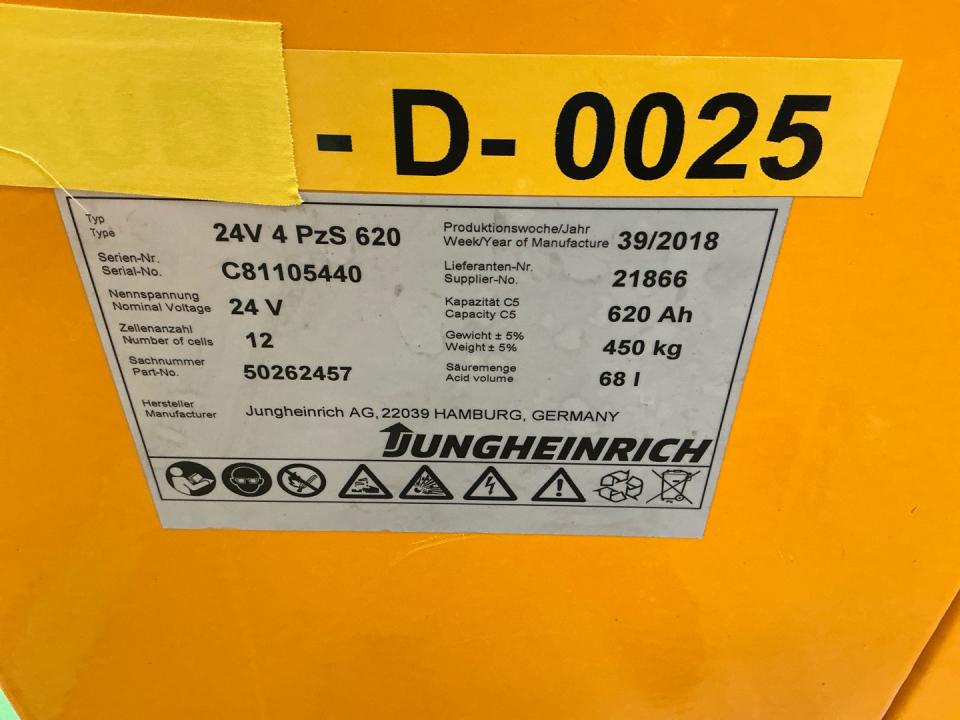 - D- 0025
Typ
Type
24V 4 PzS 620
Produktionswoche/Jahr
Week/Year of Manufacture
39/2018
Serien-Nr.
Serial-No.
C81105440
Lieferanten-Nr.
Supplier-No.
21866
Nennspannung
Nominal Voltage
24 V
Kapazität C5
Capacity C5
620 Ah
Zellenanzahl
Number of cells
12
Gewicht ± 5%
Weight ± 5%
450 kg
Sachnummer
Part-No.
50262457
Säuremenge
Acid volume
68 l
Hersteller
Manufacturer
Jungheinrich AG, 22039 HAMBURG, GERMANY
JUNGHEINRICH